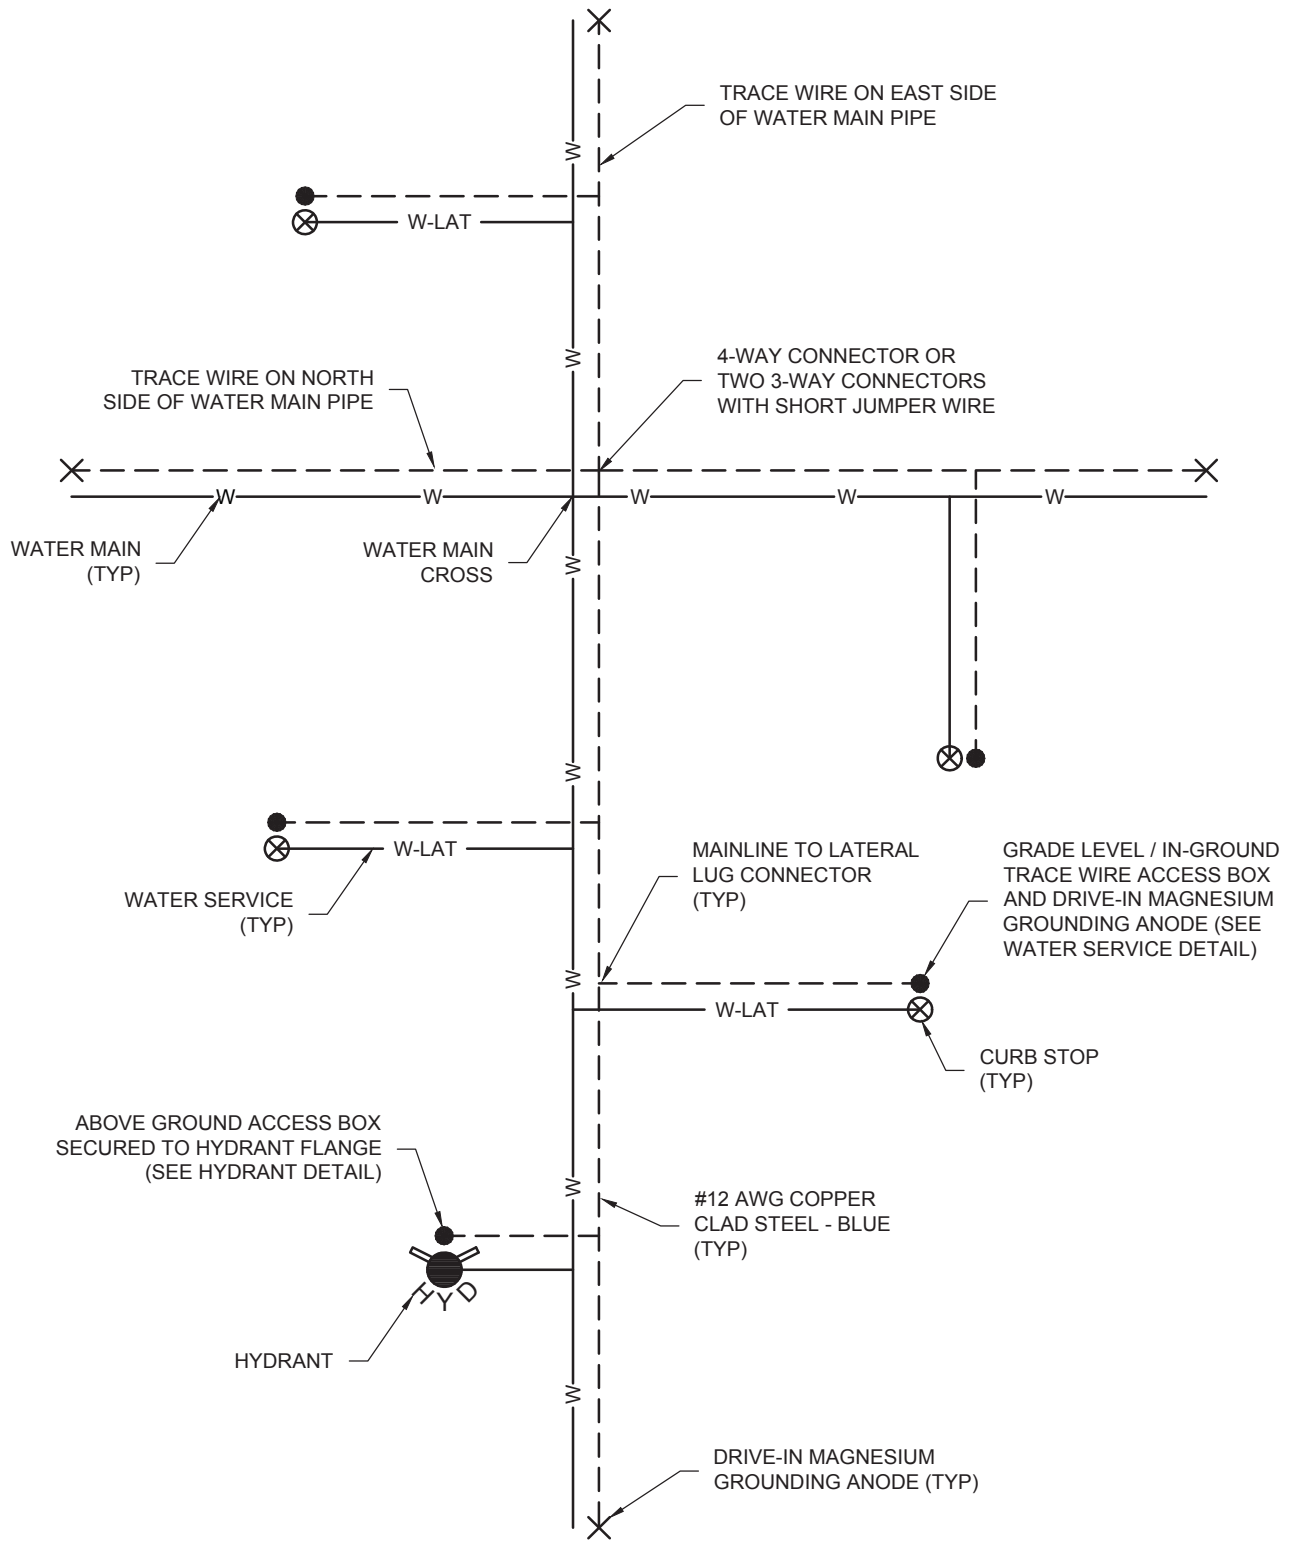 TRACE WIRE ON EAST SIDE
OF WATER MAIN PIPE
W
W-LAT
W
4-WAY CONNECTOR OR
TWO 3-WAY CONNECTORS
WITH SHORT JUMPER WIRE
TRACE WIRE ON NORTH
SIDE OF WATER MAIN PIPE
W W W W W
WATER MAIN
(TYP)
WATER MAIN
CROSS
W
W
W-LAT
WATER SERVICE
(TYP)
MAINLINE TO LATERAL
LUG CONNECTOR
(TYP)
GRADE LEVEL / IN-GROUND
TRACE WIRE ACCESS BOX
AND DRIVE-IN MAGNESIUM
GROUNDING ANODE (SEE
WATER SERVICE DETAIL)
W
W-LAT
CURB STOP
(TYP)
ABOVE GROUND ACCESS BOX
SECURED TO HYDRANT FLANGE
(SEE HYDRANT DETAIL)
W
#12 AWG COPPER
CLAD STEEL - BLUE
(TYP)
HYD
HYDRANT
W
DRIVE-IN MAGNESIUM
GROUNDING ANODE (TYP)